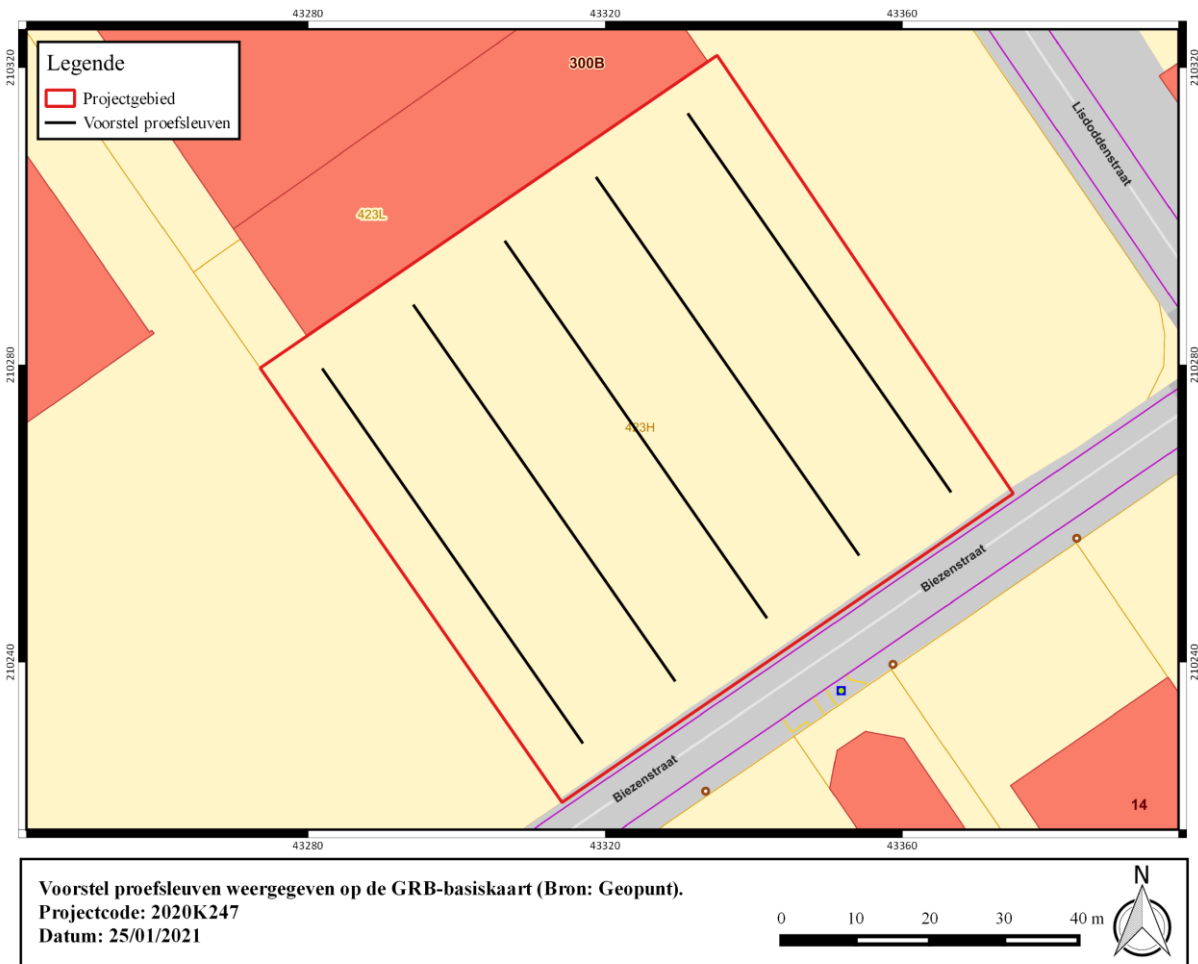 43280 43320 43360
210320 210320
Legende
Projectgebied
Voorstel proefsleuven
300B
Lisdoddenstraat
423L
210280 210280
423H
Biezenstraat
210240 210240
Biezenstraat
14
43280 43320 43360
Voorstel proefsleuven weergegeven op de GRB-basiskaart (Bron: Geopunt).
Projectcode: 2020K247
Datum: 25/01/2021
0 10 20 30 40 m
N